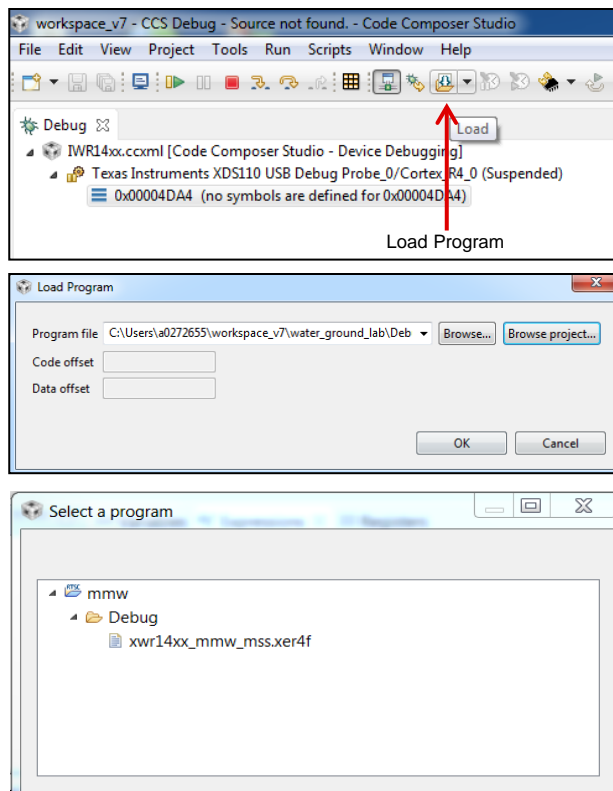 workspace_v7 - CCS Debug - Source not found. - Code Composer Studio
File Edit View Project Tools Run Scripts Window Help
Debug
Load
IWR14xx.ccxml [Code Composer Studio - Device Debugging]
Texas Instruments XDS110 USB Debug Probe_0/Cortex_R4_0 (Suspended)
0x00004DA4 (no symbols are defined for 0x00004DA4)
Load Program
Load Program
Program file C:\Users\a0272655\workspace_v7\water_ground_lab\Deb Browse... Browse project...
Code offset
Data offset
OK Cancel
Select a program
mmw
Debug
xwr14xx_mmw_mss.xer4f